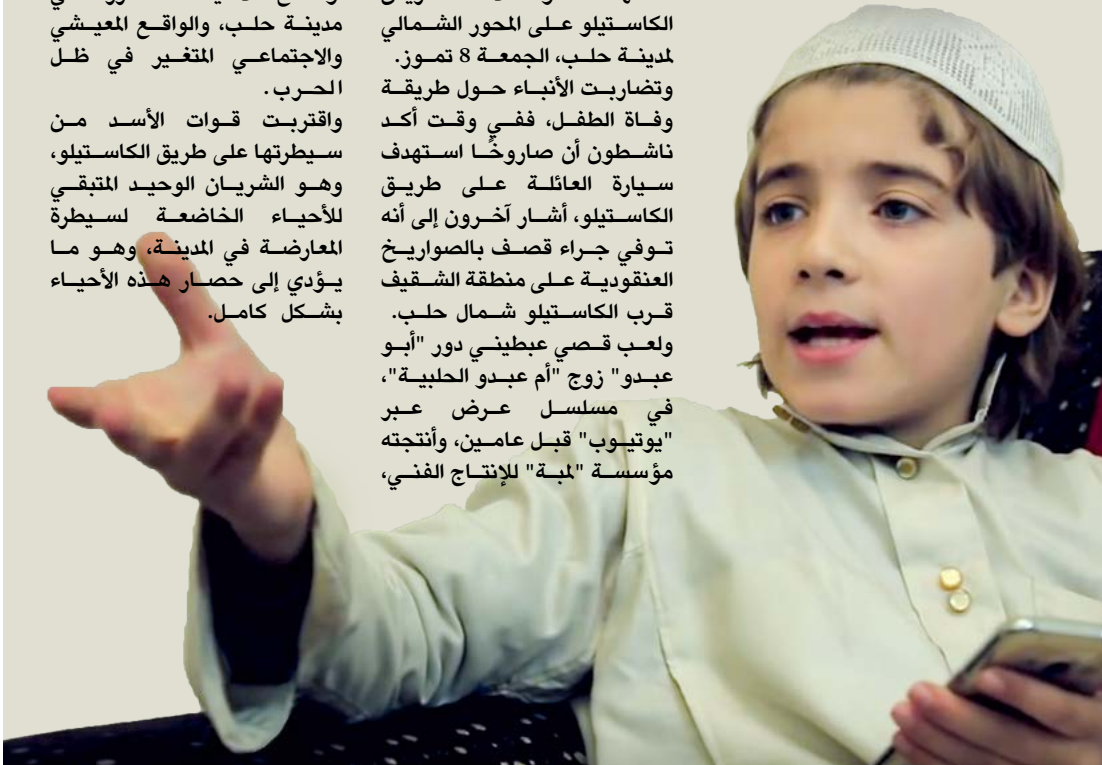 الكاستيلو على المحور الشمالي
لمدينة حلب، الجمعة 8 تموز.
وتضاربت الأنباء حول طريقة
وفاة الطفل، ففي وقت أكد
ناشطون أن صاروخًا استهدف
سيارة العائلة على طريق
الكاستيلو، أشار آخرون إلى أنه
توفي جراء قصف بالصواريخ
العنقودية على منطقة الشقيف
قرب الكاستيلو شمال حلب.
ولعب قصي عبطيني دور "أبو
عبدو" زوج "أم عبدو الحلبية"،
في مسلسل عرض عبر
"يوتيوب" قبل عامين، وأنتجته
مؤسسة "لمبة" للإنتاج الفني،
مدينة حلب، والواقع المعيشي
والاجتماعي المتغير في ظل
الحرب.
واقتربت قوات الأسد من
سيطرتها على طريق الكاستيلو،
وهو الشريان الوحيد المتبقي
للأحياء الخاضعة لسيطرة
المعارضة في المدينة، وهو ما
يؤدي إلى حصار هذه الأحياء
بشكل كامل.